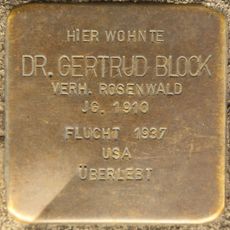 HIER WOHNTE
DR. GERTRUD BLOCK
VERH. ROSENWALD
JG. 1910
FLUCHT 1937
USA
ÜBERLEBT